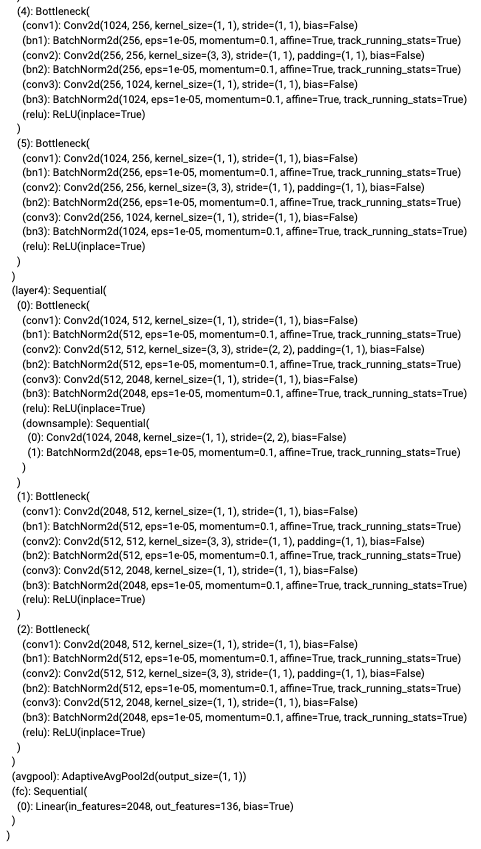 (4): Bottleneck(
(conv1): Conv2d(1024, 256, kernel_size=(1, 1), stride=(1, 1), bias=False)
(bn1): BatchNorm2d(256, eps=1e-05, momentum=0.1, affine=True, track_running_stats=True)
(conv2): Conv2d(256, 256, kernel_size=(3, 3), stride=(1, 1), padding=(1, 1), bias=False)
(bn2): BatchNorm2d(256, eps=1e-05, momentum=0.1, affine=True, track_running_stats=True)
(conv3): Conv2d(256, 1024, kernel_size=(1, 1), stride=(1, 1), bias=False)
(bn3): BatchNorm2d(1024, eps=1e-05, momentum=0.1, affine=True, track_running_stats=True)
(relu): ReLU(inplace=True)
)
(5): Bottleneck(
(conv1): Conv2d(1024, 256, kernel_size=(1, 1), stride=(1, 1), bias=False)
(bn1): BatchNorm2d(256, eps=1e-05, momentum=0.1, affine=True, track_running_stats=True)
(conv2): Conv2d(256, 256, kernel_size=(3, 3), stride=(1, 1), padding=(1, 1), bias=False)
(bn2): BatchNorm2d(256, eps=1e-05, momentum=0.1, affine=True, track_running_stats=True)
(conv3): Conv2d(256, 1024, kernel_size=(1, 1), stride=(1, 1), bias=False)
(bn3): BatchNorm2d(1024, eps=1e-05, momentum=0.1, affine=True, track_running_stats=True)
(relu): ReLU(inplace=True)
)
)
(layer4): Sequential(
(0): Bottleneck(
(conv1): Conv2d(1024, 512, kernel_size=(1, 1), stride=(1, 1), bias=False)
(bn1): BatchNorm2d(512, eps=1e-05, momentum=0.1, affine=True, track_running_stats=True)
(conv2): Conv2d(512, 512, kernel_size=(3, 3), stride=(2, 2), padding=(1, 1), bias=False)
(bn2): BatchNorm2d(512, eps=1e-05, momentum=0.1, affine=True, track_running_stats=True)
(conv3): Conv2d(512, 2048, kernel_size=(1, 1), stride=(1, 1), bias=False)
(bn3): BatchNorm2d(2048, eps=1e-05, momentum=0.1, affine=True, track_running_stats=True)
(relu): ReLU(inplace=True)
(downsample): Sequential(
(0): Conv2d(1024, 2048, kernel_size=(1, 1), stride=(2, 2), bias=False)
(1): BatchNorm2d(2048, eps=1e-05, momentum=0.1, affine=True, track_running_stats=True)
)
)
(1): Bottleneck(
(conv1): Conv2d(2048, 512, kernel_size=(1, 1), stride=(1, 1), bias=False)
(bn1): BatchNorm2d(512, eps=1e-05, momentum=0.1, affine=True, track_running_stats=True)
(conv2): Conv2d(512, 512, kernel_size=(3, 3), stride=(1, 1), padding=(1, 1), bias=False)
(bn2): BatchNorm2d(512, eps=1e-05, momentum=0.1, affine=True, track_running_stats=True)
(conv3): Conv2d(512, 2048, kernel_size=(1, 1), stride=(1, 1), bias=False)
(bn3): BatchNorm2d(2048, eps=1e-05, momentum=0.1, affine=True, track_running_stats=True)
(relu): ReLU(inplace=True)
)
(2): Bottleneck(
(conv1): Conv2d(2048, 512, kernel_size=(1, 1), stride=(1, 1), bias=False)
(bn1): BatchNorm2d(512, eps=1e-05, momentum=0.1, affine=True, track_running_stats=True)
(conv2): Conv2d(512, 512, kernel_size=(3, 3), stride=(1, 1), padding=(1, 1), bias=False)
(bn2): BatchNorm2d(512, eps=1e-05, momentum=0.1, affine=True, track_running_stats=True)
(conv3): Conv2d(512, 2048, kernel_size=(1, 1), stride=(1, 1), bias=False)
(bn3): BatchNorm2d(2048, eps=1e-05, momentum=0.1, affine=True, track_running_stats=True)
(relu): ReLU(inplace=True)
)
)
(avgpool): AdaptiveAvgPool2d(output_size=(1, 1))
(fc): Sequential(
(0): Linear(in_features=2048, out_features=136, bias=True)
)
)